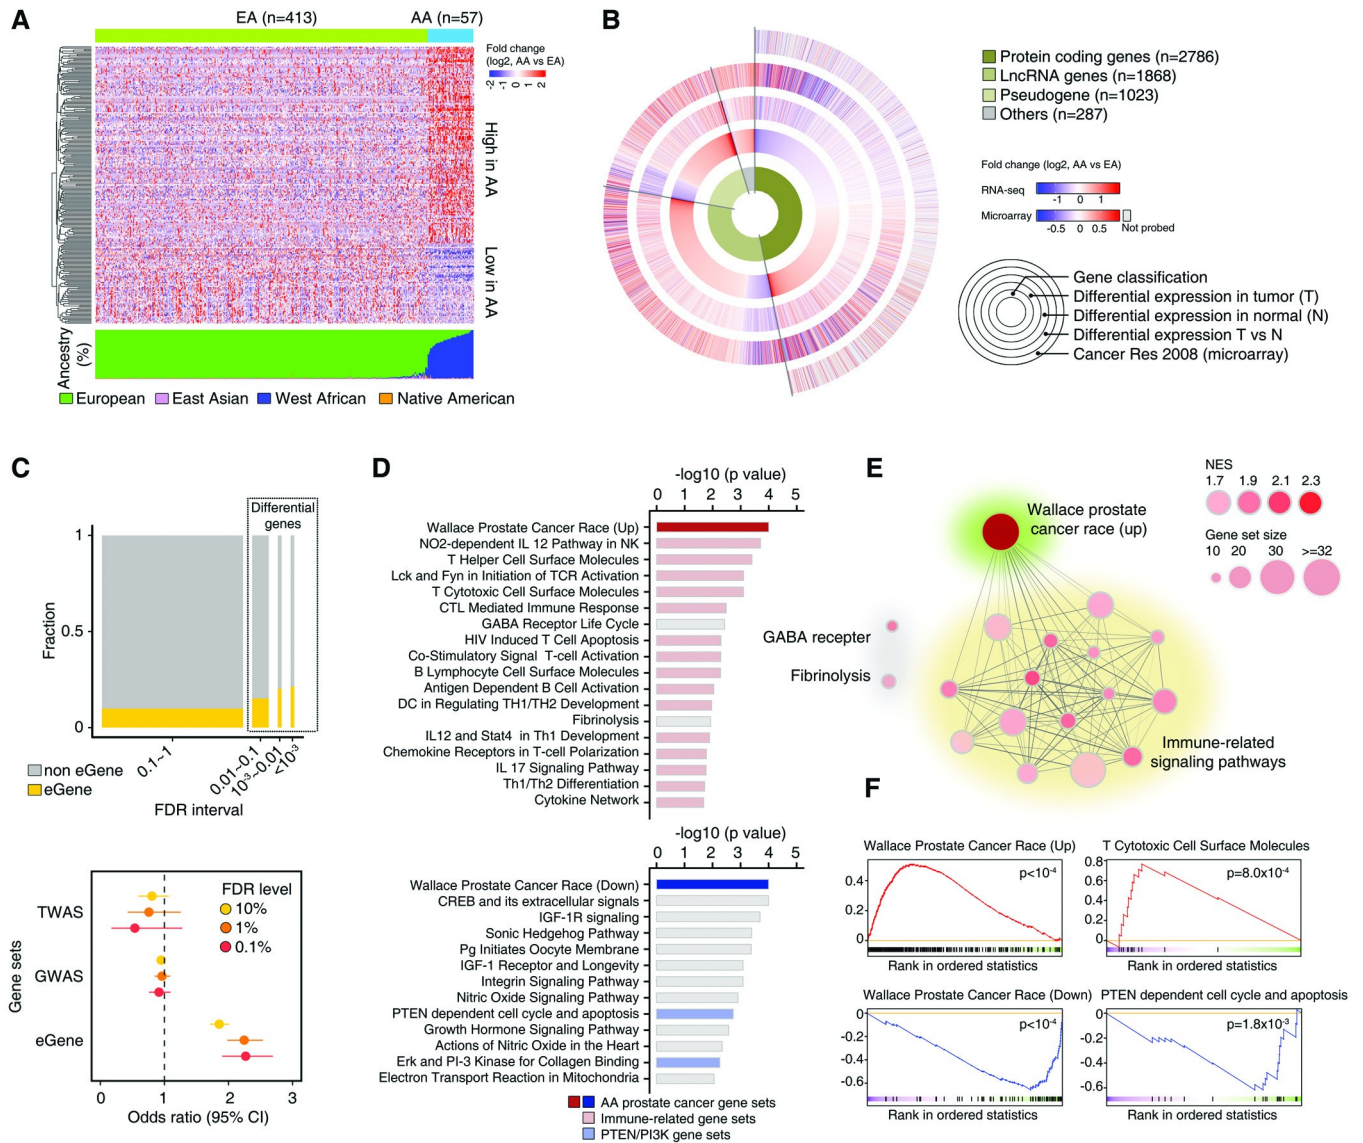 A
EA (n=413)
AA (n=57)
Fold change
(log2, AA vs EA)
-2 -1 0 1 2
High in AA
Low in AA
Ancestry
(%)
European
East Asian
West African
Native American
B
Protein coding genes (n=2786)
LncRNA genes (n=1868)
Pseudogene (n=1023)
Others (n=287)
Fold change (log2, AA vs EA)
RNA-seq
-1 0 1
Microarray
-0.5 0 0.5 Not probed
Gene classification
Differential expression in tumor (T)
Differential expression in normal (N)
Differential expression T vs N
Cancer Res 2008 (microarray)
C
Differential
genes
1
0.5
0
Fraction
0.1~1
0.01~0.1
10-3~0.01
<10-3
non eGene
eGene
FDR interval
FDR level
10%
1%
0.1%
Gene sets
TWAS
GWAS
eGene
0 1 2 3
Odds ratio (95% CI)
D
-log10 (p value)
0 1 2 3 4 5
Wallace Prostate Cancer Race (Up)
NO2-dependent IL 12 Pathway in NK
T Helper Cell Surface Molecules
Lck and Fyn in Initiation of TCR Activation
T Cytotoxic Cell Surface Molecules
CTL Mediated Immune Response
GABA Receptor Life Cycle
HIV Induced T Cell Apoptosis
Co-Stimulatory Signal T-cell Activation
B Lymphocyte Cell Surface Molecules
Antigen Dependent B Cell Activation
DC in Regulating TH1/TH2 Development
Fibrinolysis
IL12 and Stat4 in Th1 Development
Chemokine Receptors in T-cell Polarization
IL 17 Signaling Pathway
Th1/Th2 Differentiation
Cytokine Network
-log10 (p value)
0 1 2 3 4 5
Wallace Prostate Cancer Race (Down)
CREB and its extracellular signals
IGF-1R signaling
Sonic Hedgehog Pathway
Pg Initiates Oocyte Membrane
IGF-1 Receptor and Longevity
Integrin Signaling Pathway
Nitric Oxide Signaling Pathway
PTEN dependent cell cycle and apoptosis
Growth Hormone Signaling Pathway
Actions of Nitric Oxide in the Heart
Erk and PI-3 Kinase for Collagen Binding
Electron Transport Reaction in Mitochondria
AA prostate cancer gene sets
Immune-related gene sets
PTEN/PI3K gene sets
E
Wallace prostate
cancer race (up)
NES
1.7 1.9 2.1 2.3
Gene set size
10 20 30 >=32
GABA recepter
Fibrinolysis
Immune-related
signaling pathways
F
Wallace Prostate Cancer Race (Up)
p<10-4
0.4
0.2
0
Rank in ordered statistics
T Cytotoxic Cell Surface Molecules
p=8.0x10-4
0.8
0.6
0.4
0.2
0
Rank in ordered statistics
Wallace Prostate Cancer Race (Down)
p<10-4
0
-0.2
-0.4
-0.6
Rank in ordered statistics
PTEN dependent cell cycle and apoptosis
p=1.8x10-3
0
-0.2
-0.4
-0.6
Rank in ordered statistics